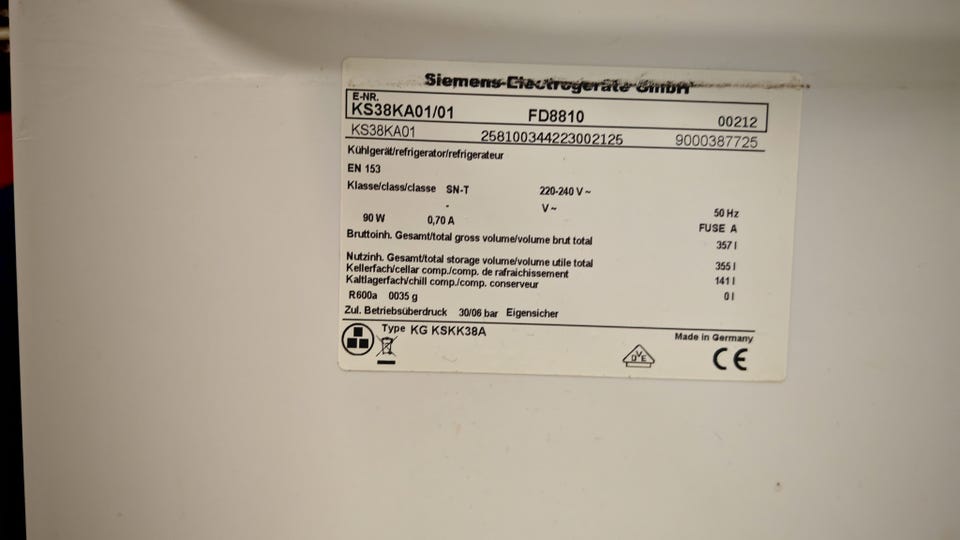 Siemens-Electrogeräte GmbH
E-NR.
KS38KA01/01 FD8810 00212
KS38KA01 258100344223002125 9000387725
Kühlgerät/refrigerator/refrigerateur
EN 153
Klasse/class/classe SN-T 220-240 V ~
- V ~ 50 Hz
90 W 0,70 A FUSE A
Bruttoinh. Gesamt/total gross volume/volume brut total 357 l
Nutzinh. Gesamt/total storage volume/volume utile total 355 l
Kellerfach/cellar comp./comp. de rafraichissement 141 l
Kaltlagerfach/chill comp./comp. conserveur 0 l
R600a 0035 g
Zul. Betriebsüberdruck 30/06 bar Eigensicher
Type KG KSKK38A
Made in Germany
DVE
CE